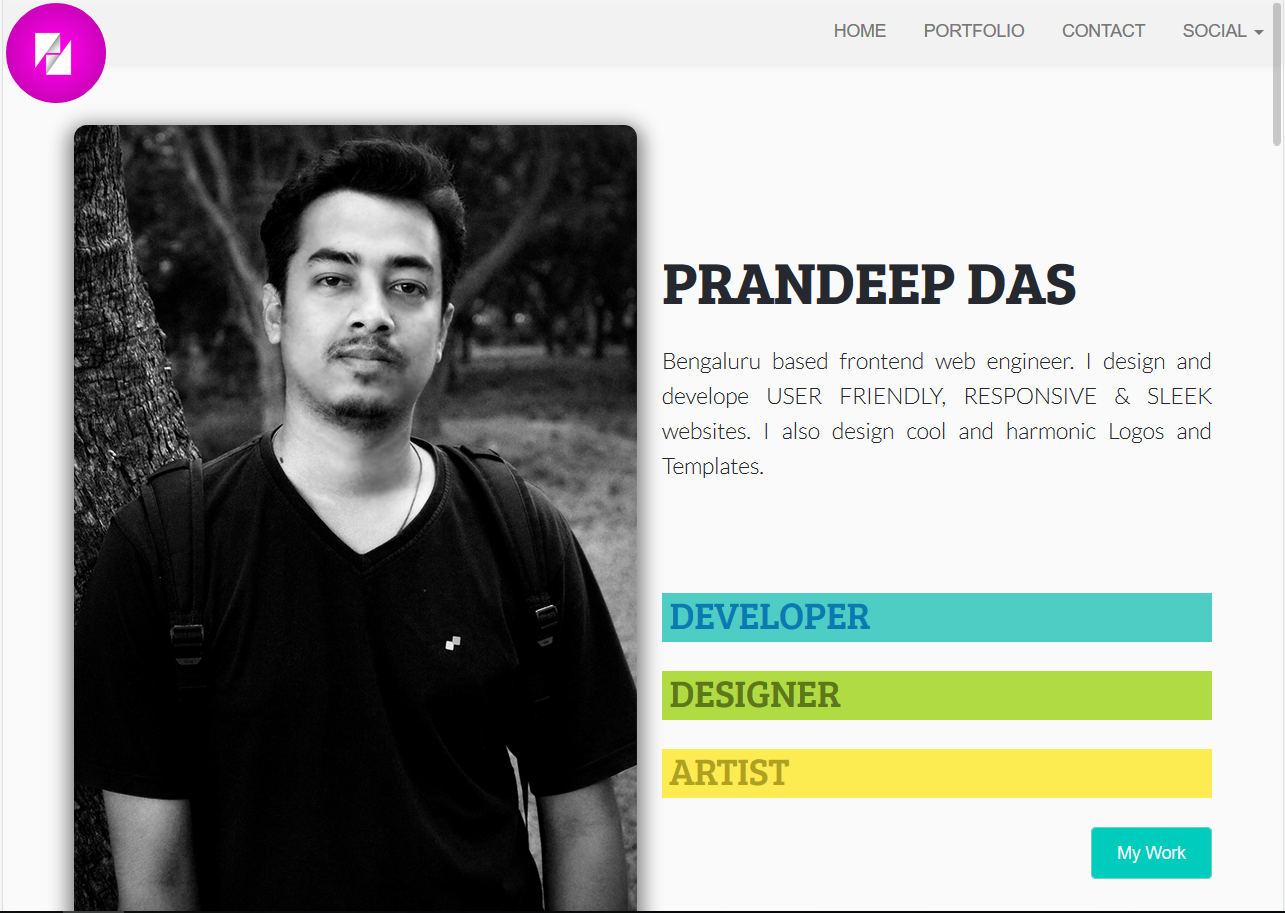 HOME PORTFOLIO CONTACT SOCIAL
PRANDEEP DAS
Bengaluru based frontend web engineer. I design and
develope USER FRIENDLY, RESPONSIVE & SLEEK
websites. I also design cool and harmonic Logos and
Templates.
DEVELOPER
DESIGNER
ARTIST
My Work